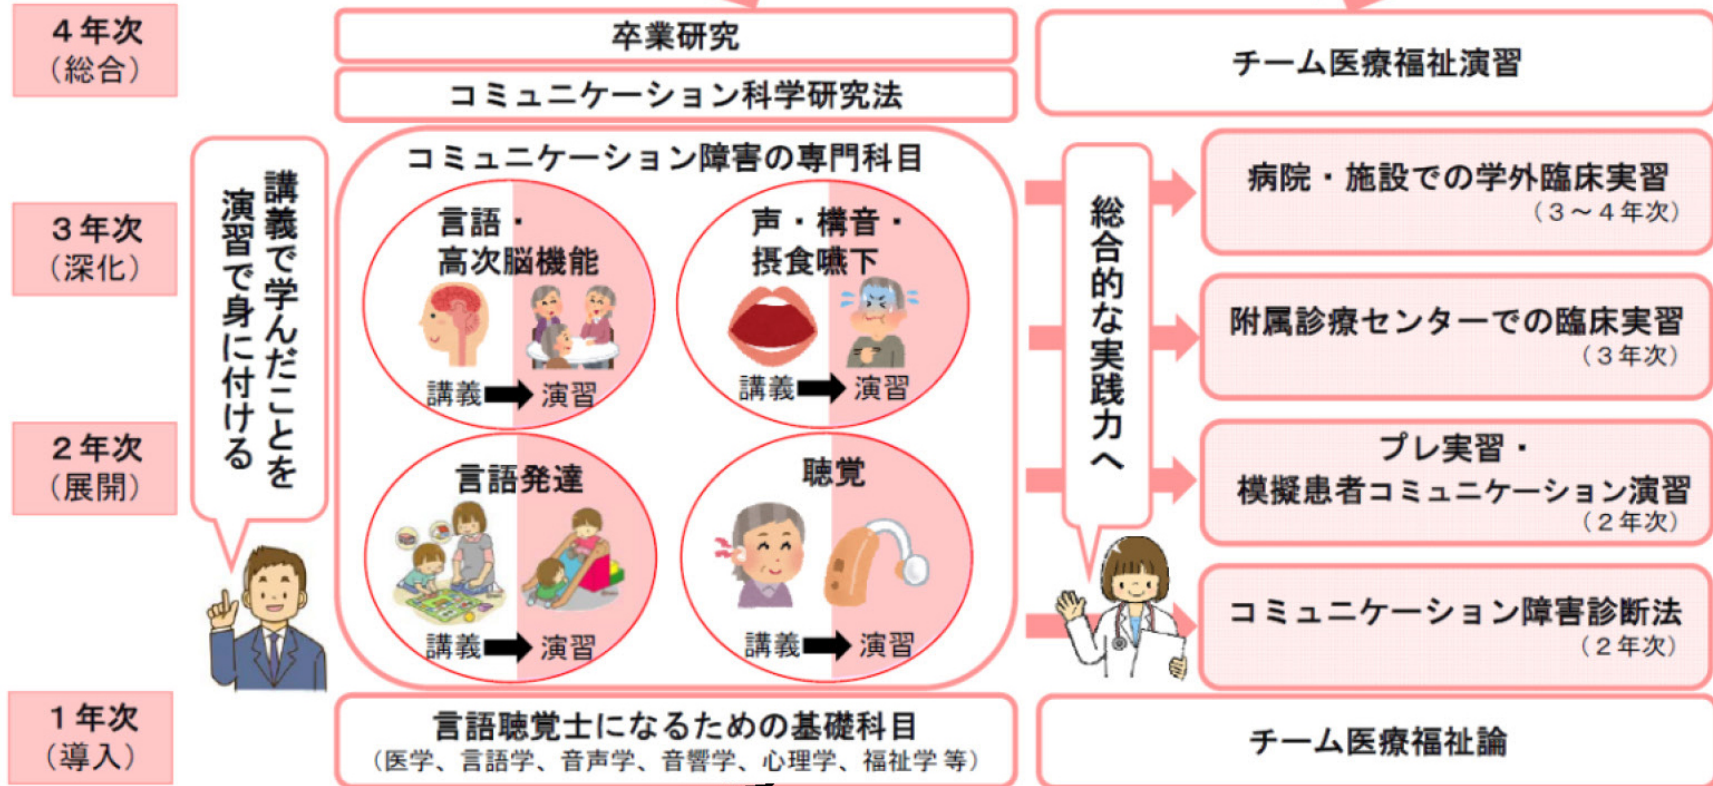 ４年次
（総合）
卒業研究
コミュニケーション科学研究法
チーム医療福祉演習
３年次
（深化）
２年次
（展開）
講義で学んだことを
演習で身に付ける
コミュニケーション障害の専門科目
言語・
高次脳機能
講義
演習
声・構音・
摂食嚥下
講義
演習
言語発達
講義
演習
聴覚
講義
演習
総合的な実践力へ
病院・施設での学外臨床実習
（３～４年次）
附属診療センターでの臨床実習
（３年次）
プレ実習・
模擬患者コミュニケーション演習
（２年次）
コミュニケーション障害診断法
（２年次）
１年次
（導入）
言語聴覚士になるための基礎科目
（医学、言語学、音声学、音響学、心理学、福祉学 等）
チーム医療福祉論